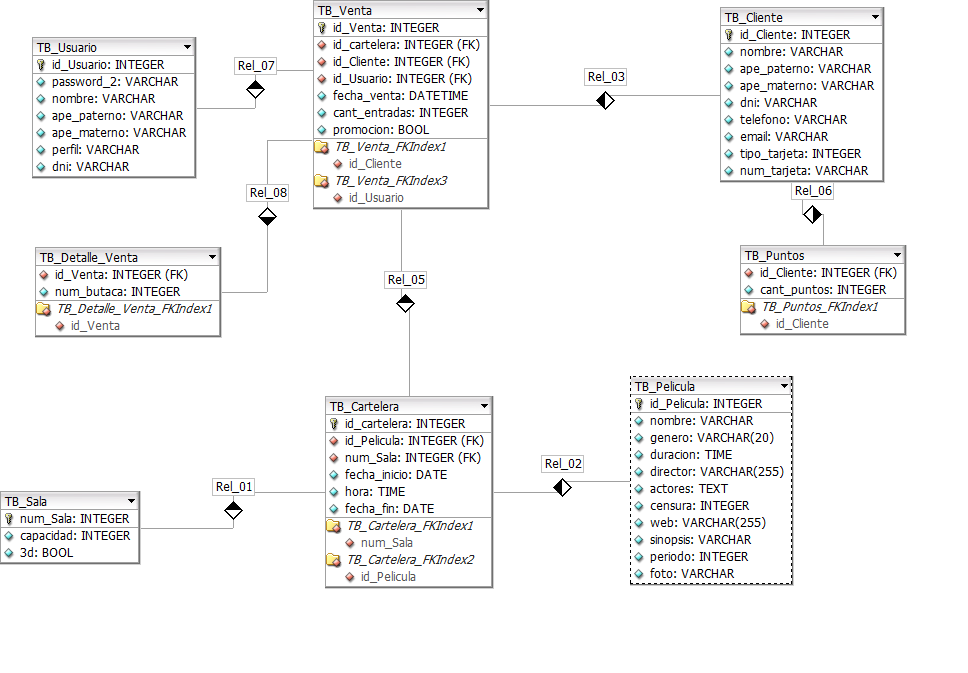 TB_Venta
id_Venta: INTEGER
id_cartelera: INTEGER (FK)
id_Cliente: INTEGER (FK)
id_Usuario: INTEGER (FK)
fecha_venta: DATETIME
cant_entradas: INTEGER
promocion: BOOL
TB_Venta_FKIndex1
id_Cliente
TB_Venta_FKIndex3
id_Usuario
TB_Cliente
id_Cliente: INTEGER
nombre: VARCHAR
ape_paterno: VARCHAR
ape_materno: VARCHAR
dni: VARCHAR
telefono: VARCHAR
email: VARCHAR
tipo_tarjeta: INTEGER
num_tarjeta: VARCHAR
TB_Usuario
id_Usuario: INTEGER
password_2: VARCHAR
nombre: VARCHAR
ape_paterno: VARCHAR
ape_materno: VARCHAR
perfil: VARCHAR
dni: VARCHAR
Rel_07
Rel_03
Rel_08
Rel_06
TB_Detalle_Venta
id_Venta: INTEGER (FK)
num_butaca: INTEGER
TB_Detalle_Venta_FKIndex1
id_Venta
Rel_05
TB_Puntos
id_Cliente: INTEGER (FK)
cant_puntos: INTEGER
TB_Puntos_FKIndex1
id_Cliente
TB_Cartelera
id_cartelera: INTEGER
id_Pelicula: INTEGER (FK)
num_Sala: INTEGER (FK)
fecha_inicio: DATE
hora: TIME
fecha_fin: DATE
TB_Cartelera_FKIndex1
num_Sala
TB_Cartelera_FKIndex2
id_Pelicula
TB_Pelicula
id_Pelicula: INTEGER
nombre: VARCHAR
genero: VARCHAR(20)
duracion: TIME
director: VARCHAR(255)
actores: TEXT
censura: INTEGER
web: VARCHAR(255)
sinopsis: VARCHAR
periodo: INTEGER
foto: VARCHAR
Rel_02
Rel_01
TB_Sala
num_Sala: INTEGER
capacidad: INTEGER
3d: BOOL